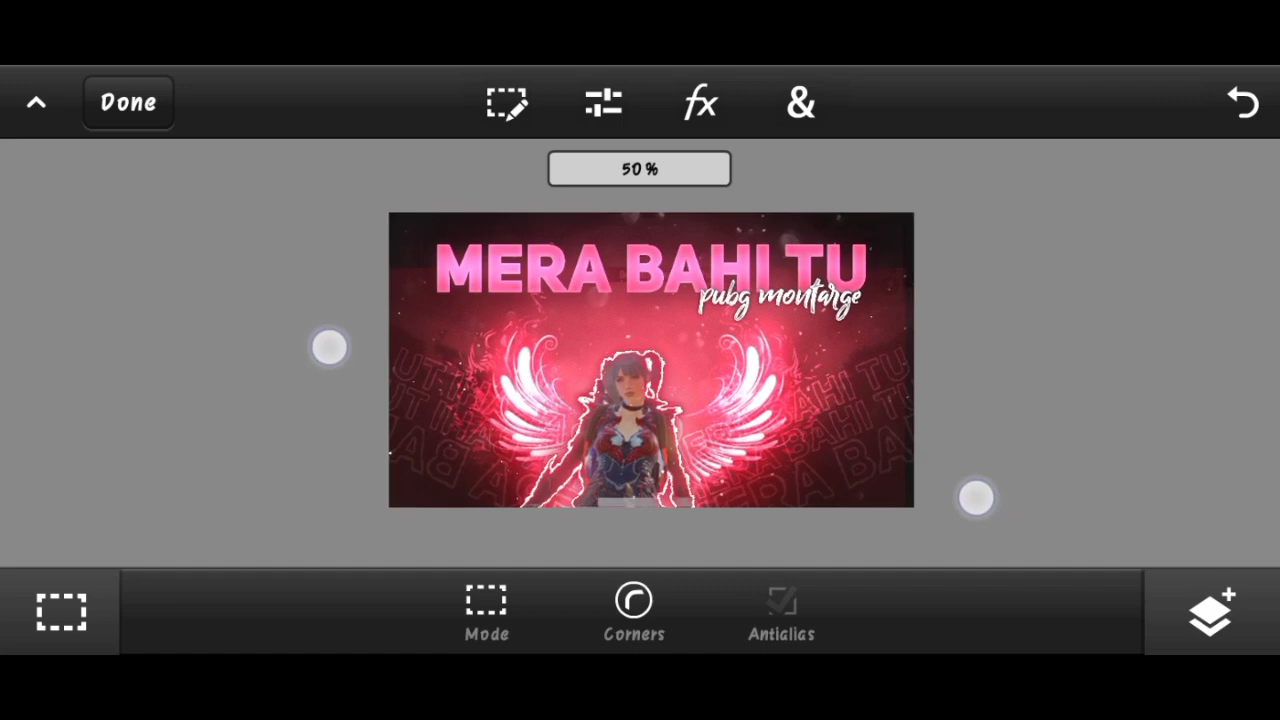 Done
50%
MERA BAHI TU
pubg montarge
Mode
Corners
Antialias